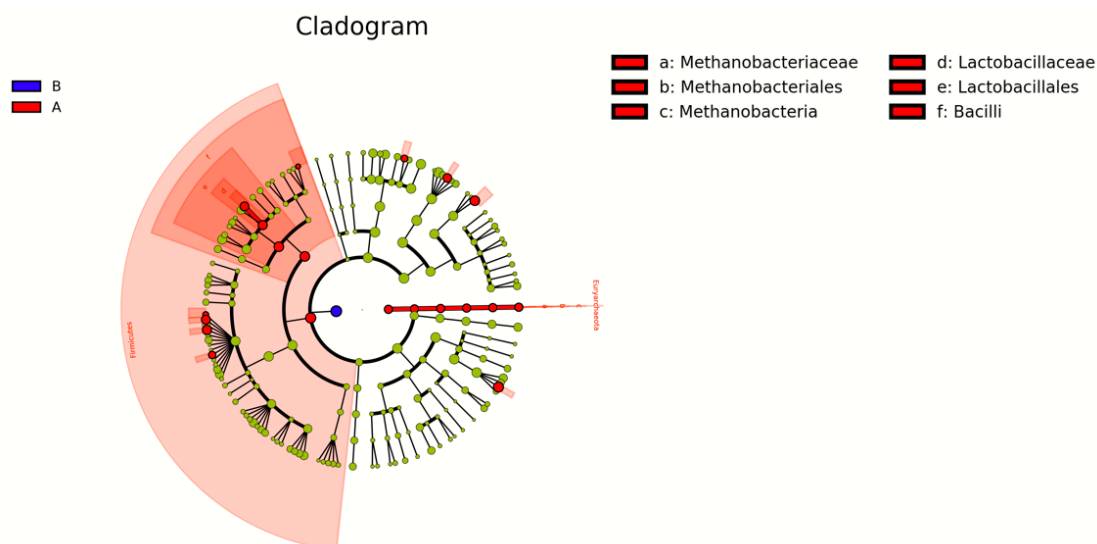 Cladogram
B
A
a: Methanobacteriaceae
b: Methanobacteriales
c: Methanobacteria
d: Lactobacillaceae
e: Lactobacillales
f: Bacilli
Firmicutes
Euryarchaeota
f
e
d
a
b
c